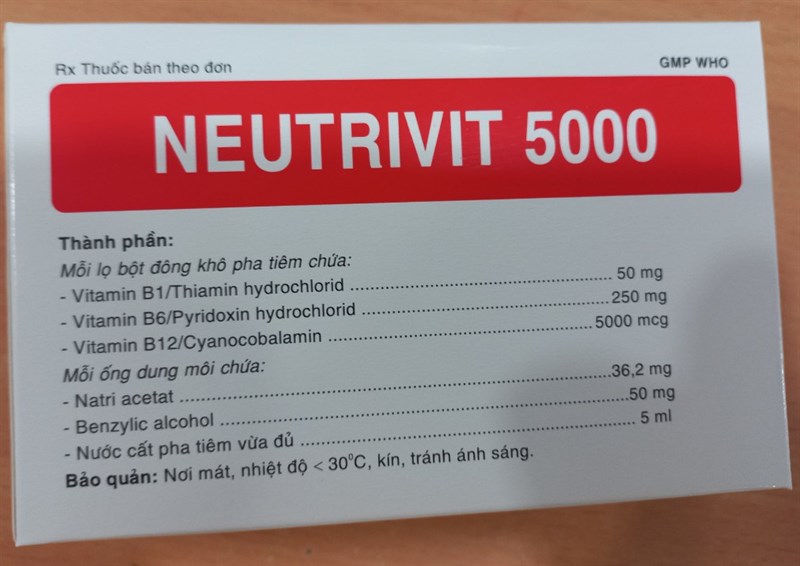 Rx Thuốc bán theo đơn
GMP WHO
NEUTRIVIT 5000
Thành phần:
Mỗi lọ bột đông khô pha tiêm chứa:
- Vitamin B1/Thiamin hydrochlorid ........................................ 50 mg
- Vitamin B6/Pyridoxin hydrochlorid ...................................... 250 mg
- Vitamin B12/Cyanocobalamin ........................................ 5000 mcg
Mỗi ống dung môi chứa:
- Natri acetat ................................................................ 36,2 mg
- Benzylic alcohol ............................................................ 50 mg
- Nước cất pha tiêm vừa đủ .................................................. 5 ml
Bảo quản: Nơi mát, nhiệt độ < 30°C, kín, tránh ánh sáng.